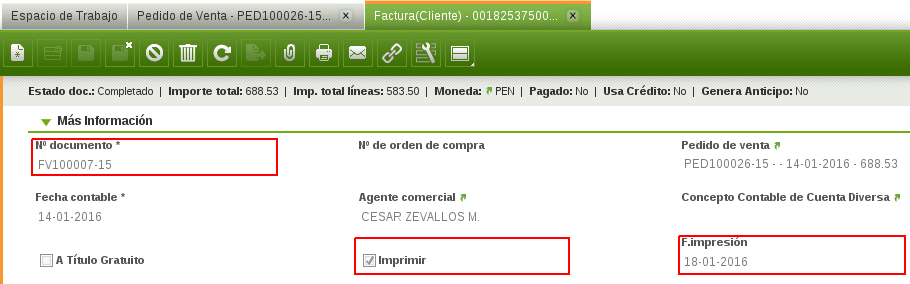 Espacio de Trabajo
Pedido de Venta - PED100026-15...
Factura(Cliente) - 00182537500...
Estado doc.: Completado | Importe total: 688.53 | Imp. total líneas: 583.50 | Moneda: PEN | Pagado: No | Usa Crédito: No | Genera Anticipo: No
Más Información
Nº documento *
Nº de orden de compra
Pedido de venta
FV100007-15
PED100026-15 - - 14-01-2016 - 688.53
Fecha contable *
Agente comercial
Concepto Contable de Cuenta Diversa
14-01-2016
CESAR ZEVALLOS M.
F.impresión
A Título Gratuito
Imprimir
18-01-2016